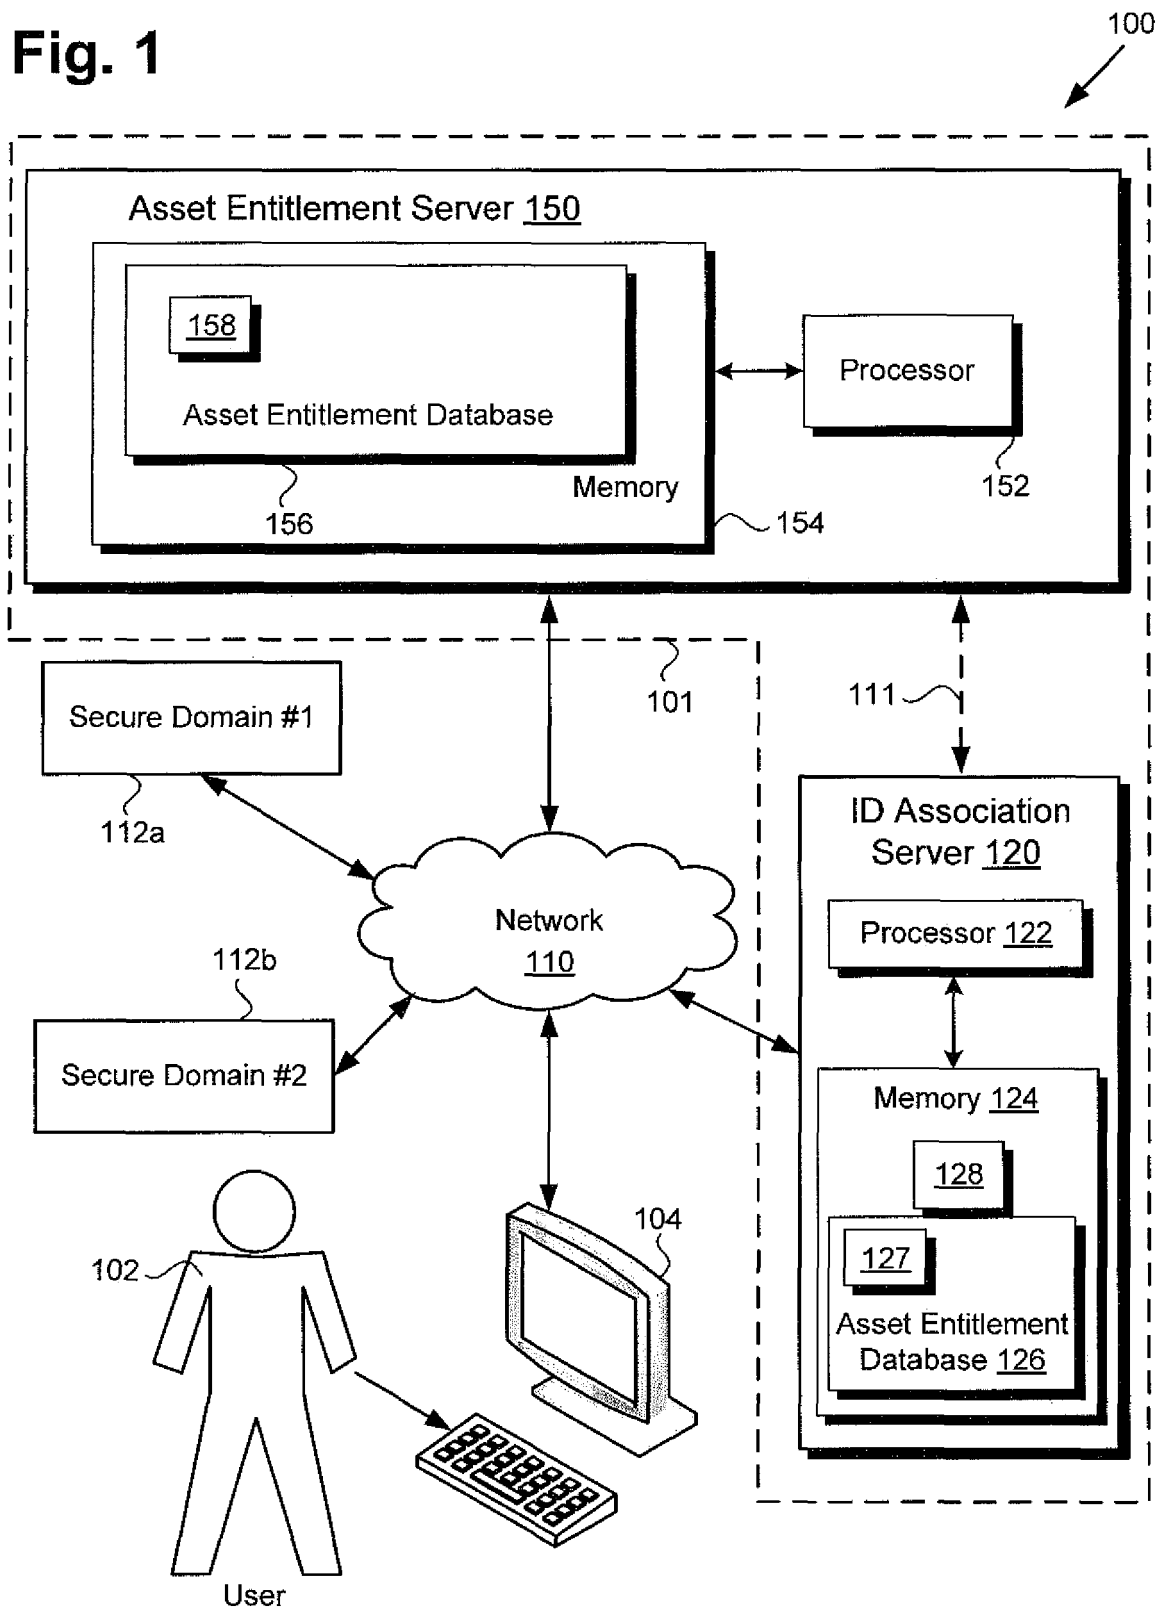 Fig. 1
100
Asset Entitlement Server 150
158
Asset Entitlement Database
Processor
156
Memory
152
154
101
111
Secure Domain #1
112a
ID Association
Server 120
Network
110
Processor 122
112b
Secure Domain #2
Memory 124
128
127
Asset Entitlement
Database 126
104
102
User